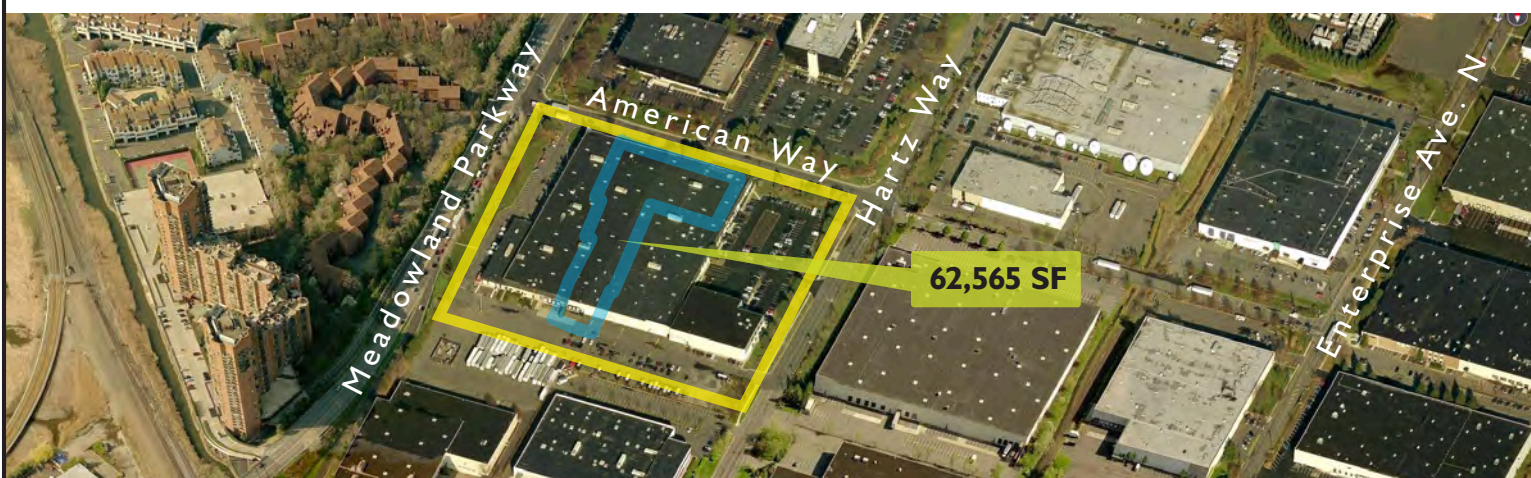 Meadowland Parkway
American Way
Hartz Way
Enterprise Ave. N
62,565 SF